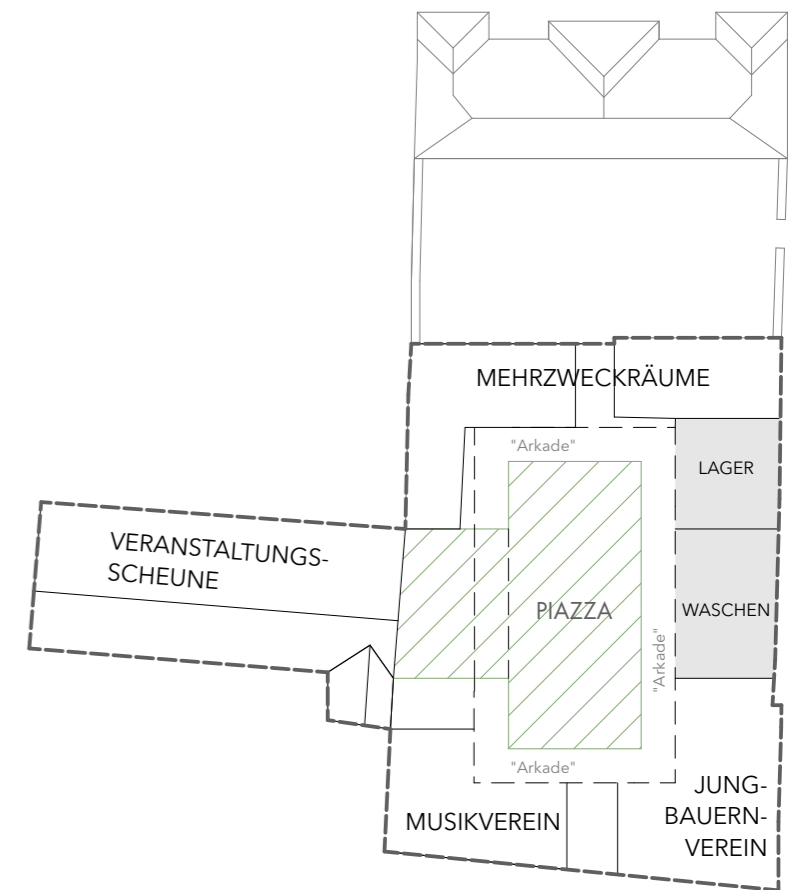 MEHRZWECKRÄUME
"Arkade"
LAGER
VERANSTALTUNGS-
SCHEUNE
PIAZZA
WASCHEN
"Arkade"
"Arkade"
MUSIKVEREIN
JUNG-
BAUERN-
VEREIN